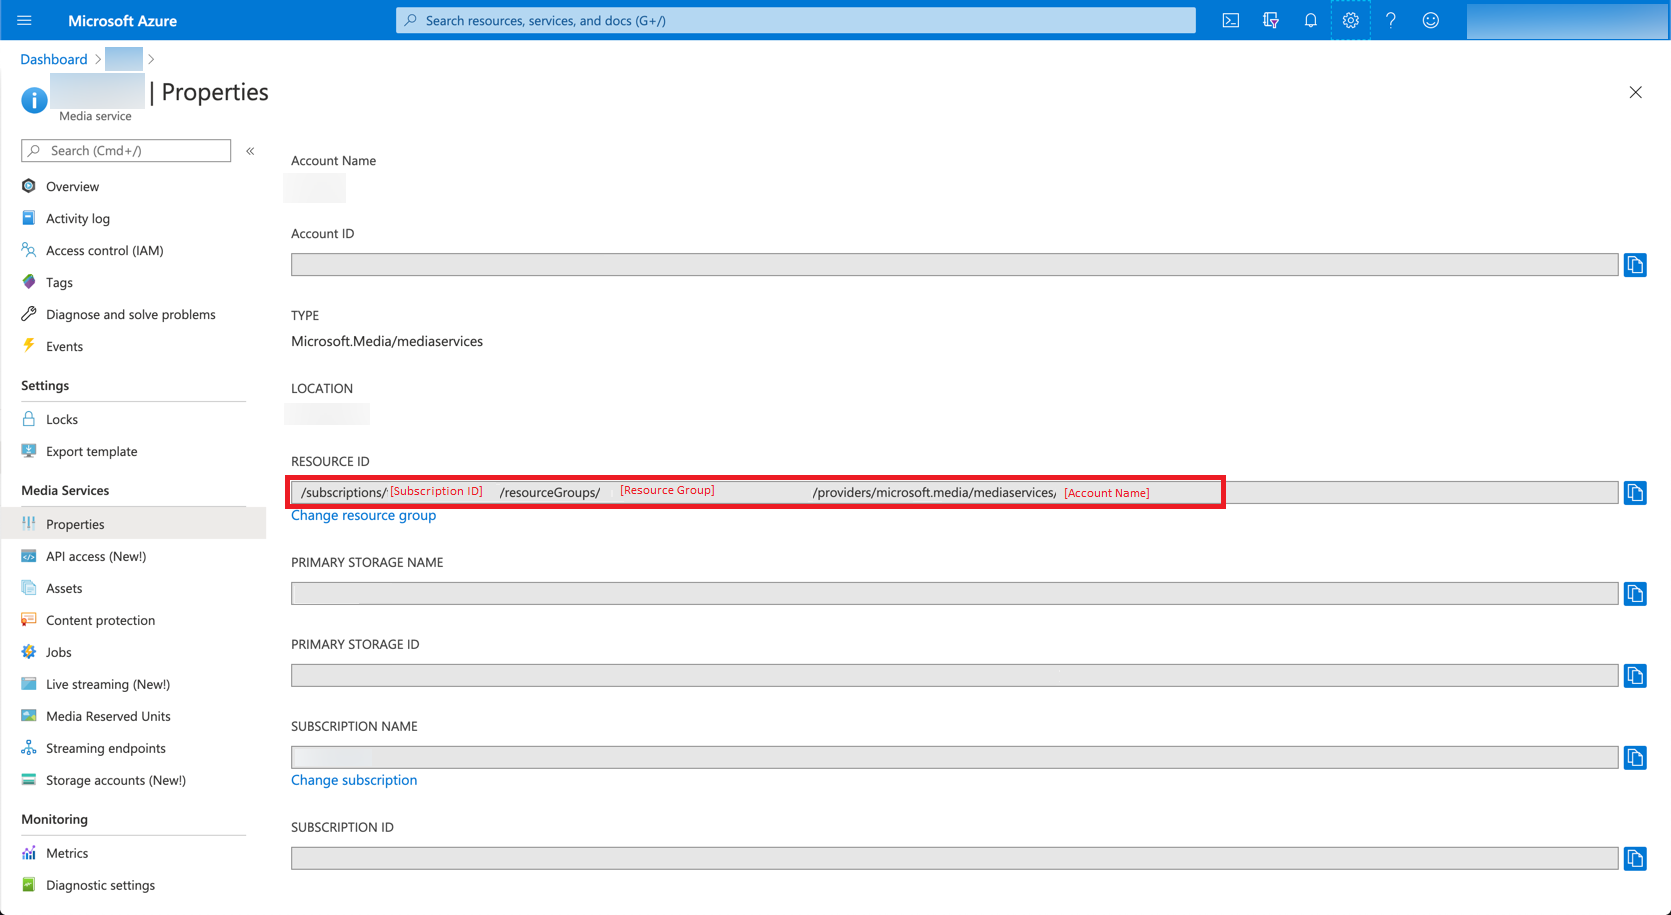 Microsoft Azure
Search resources, services, and docs (G+/)
Dashboard
| Properties
Media service
Search (Cmd+/)
Overview
Activity log
Access control (IAM)
Tags
Diagnose and solve problems
Events
Settings
Locks
Export template
Media Services
Properties
API access (New!)
Assets
Content protection
Jobs
Live streaming (New!)
Media Reserved Units
Streaming endpoints
Storage accounts (New!)
Monitoring
Metrics
Diagnostic settings
Account Name
Account ID
TYPE
Microsoft.Media/mediaservices
LOCATION
RESOURCE ID
/subscriptions/ [Subscription ID] /resourceGroups/ [Resource Group] /providers/microsoft.media/mediaservices/ [Account Name]
Change resource group
PRIMARY STORAGE NAME
PRIMARY STORAGE ID
SUBSCRIPTION NAME
Change subscription
SUBSCRIPTION ID